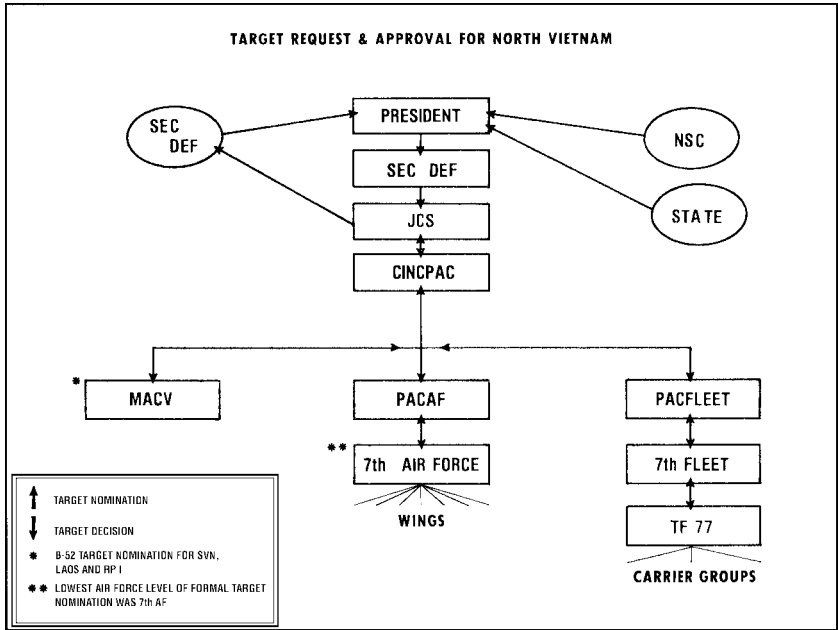 TARGET REQUEST & APPROVAL FOR NORTH VIETNAM
PRESIDENT
SEC
DEF
NSC
SEC DEF
STATE
JCS
CINCPAC
*
MACV
PACAF
PACFLEET
**
7th AIR FORCE
7th FLEET
WINGS
TF 77
CARRIER GROUPS
TARGET NOMINATION
TARGET DECISION
* B-52 TARGET NOMINATION FOR SVN,
LAOS AND RP I
** LOWEST AIR FORCE LEVEL OF FORMAL TARGET
NOMINATION WAS 7th AF